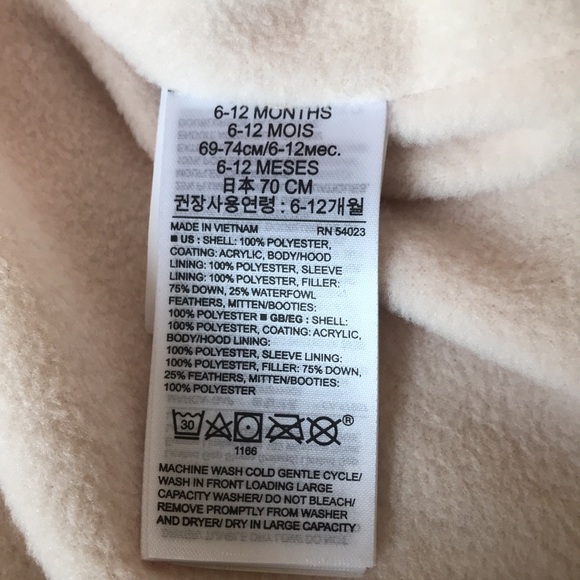 6-12 MONTHS
6-12 MOIS
69-74см/6-12мес.
6-12 MESES
日本 70 CM
권장사용연령 : 6-12개월
MADE IN VIETNAM RN 54023
■ US : SHELL: 100% POLYESTER,
COATING: ACRYLIC, BODY/HOOD
LINING: 100% POLYESTER, SLEEVE
LINING: 100% POLYESTER, FILLER:
75% DOWN, 25% WATERFOWL
FEATHERS, MITTEN/BOOTIES:
100% POLYESTER ■ GB/EG : SHELL:
100% POLYESTER, COATING: ACRYLIC,
BODY/HOOD LINING:
100% POLYESTER, SLEEVE LINING:
100% POLYESTER, FILLER: 75% DOWN,
25% FEATHERS, MITTEN/BOOTIES:
100% POLYESTER
30 ®
1166
MACHINE WASH COLD GENTLE CYCLE/
WASH IN FRONT LOADING LARGE
CAPACITY WASHER/ DO NOT BLEACH/
REMOVE PROMPTLY FROM WASHER
AND DRYER/ DRY IN LARGE CAPACITY